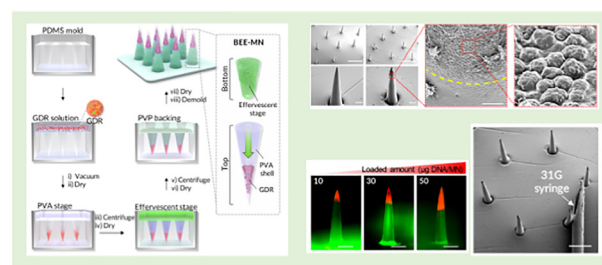 PDMS mold
GDR solution
GDR
i) Vacuum
ii) Dry
PVA stage
iii) Centrifuge
iv) Dry
Effervescent stage
v) Centrifuge
vi) Dry
PVP backing
vii) Dry
viii) Demold
BEE-MN
Bottom
Effervescent
stage
Top
PVA
shell
GDR
Loaded amount (μg DNA/MN)
10
30
50
31G
syringe